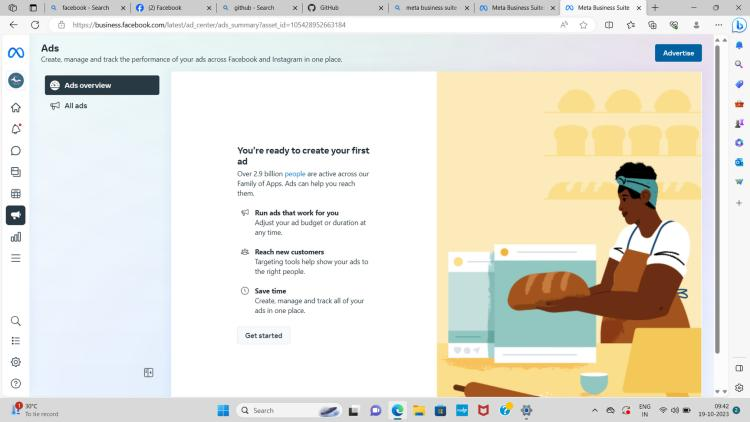 facebook - Search
(2) Facebook
github - Search
GitHub
meta business suite
Meta Business Suite
Meta Business Suite
https://business.facebook.com/latest/ad_center/ads_summary?asset_id=105428952663184
Ads
Create, manage and track the performance of your ads across Facebook and Instagram in one place.
Advertise
Ads overview
All ads
You're ready to create your first
ad
Over 2.9 billion people are active across our
Family of Apps. Ads can help you reach
them.
Run ads that work for you
Adjust your ad budget or duration at
any time.
Reach new customers
Targeting tools help show your ads to
the right people.
Save time
Create, manage and track all of your
ads in one place.
Get started
1
30°C
To tie record
Search
ENG
IN
09:42
19-10-2023
2